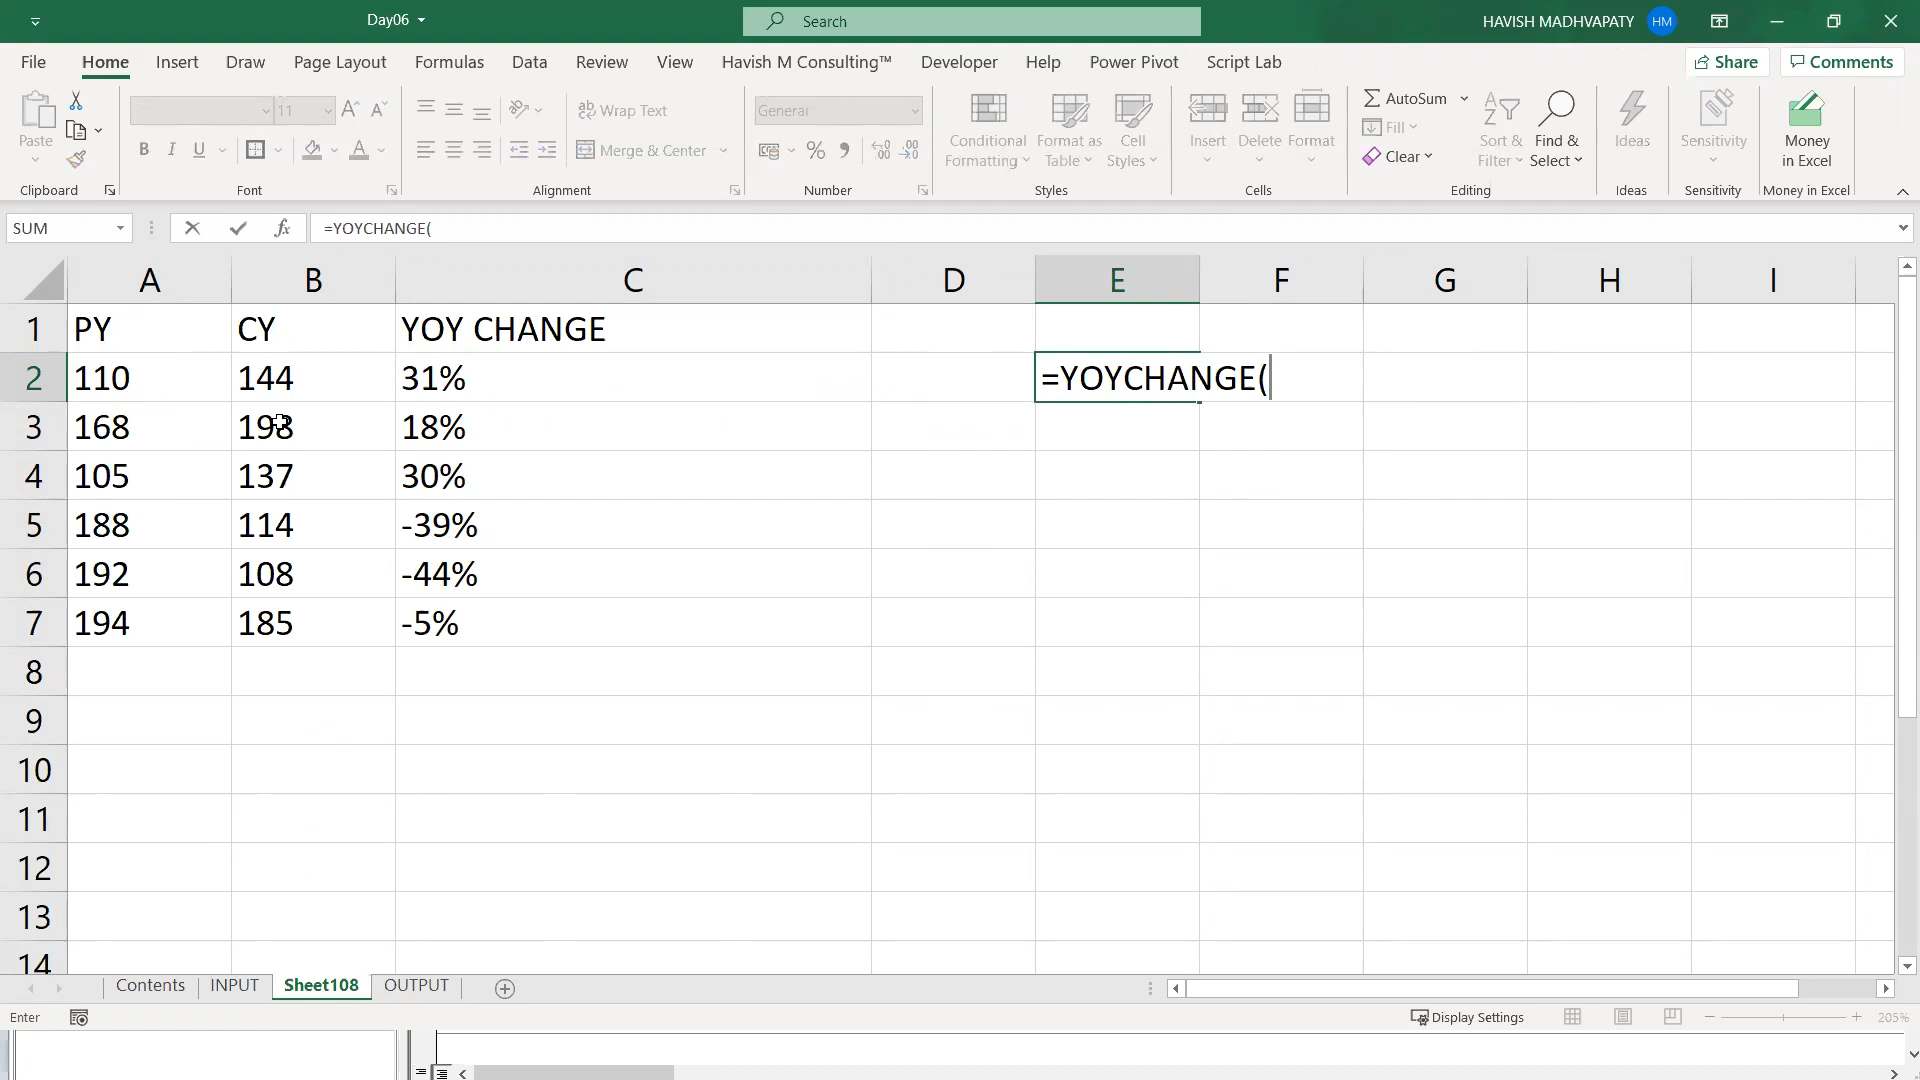 Day06
Search
HAVISH MADHVAPATY HM
File Home Insert Draw Page Layout Formulas Data Review View Havish M Consulting™ Developer Help Power Pivot Script Lab Share Comments
Paste
Clipboard
11
B I U
Font
Wrap Text
Merge & Center
Alignment
General
%
Number
Conditional Formatting
Format as Table
Cell Styles
Styles
Insert Delete Format
Cells
AutoSum
Fill
Clear
Sort & Filter
Find & Select
Editing
Ideas
Ideas
Sensitivity
Sensitivity
Money in Excel
Money in Excel
SUM
fx
=YOYCHANGE(
A B C D E F G H I
1 PY CY YOY CHANGE
2 110 144 31% =YOYCHANGE(
3 168 198 18%
4 105 137 30%
5 188 114 -39%
6 192 108 -44%
7 194 185 -5%
8
9
10
11
12
13
14
Contents INPUT Sheet108 OUTPUT
Enter
Display Settings
205%